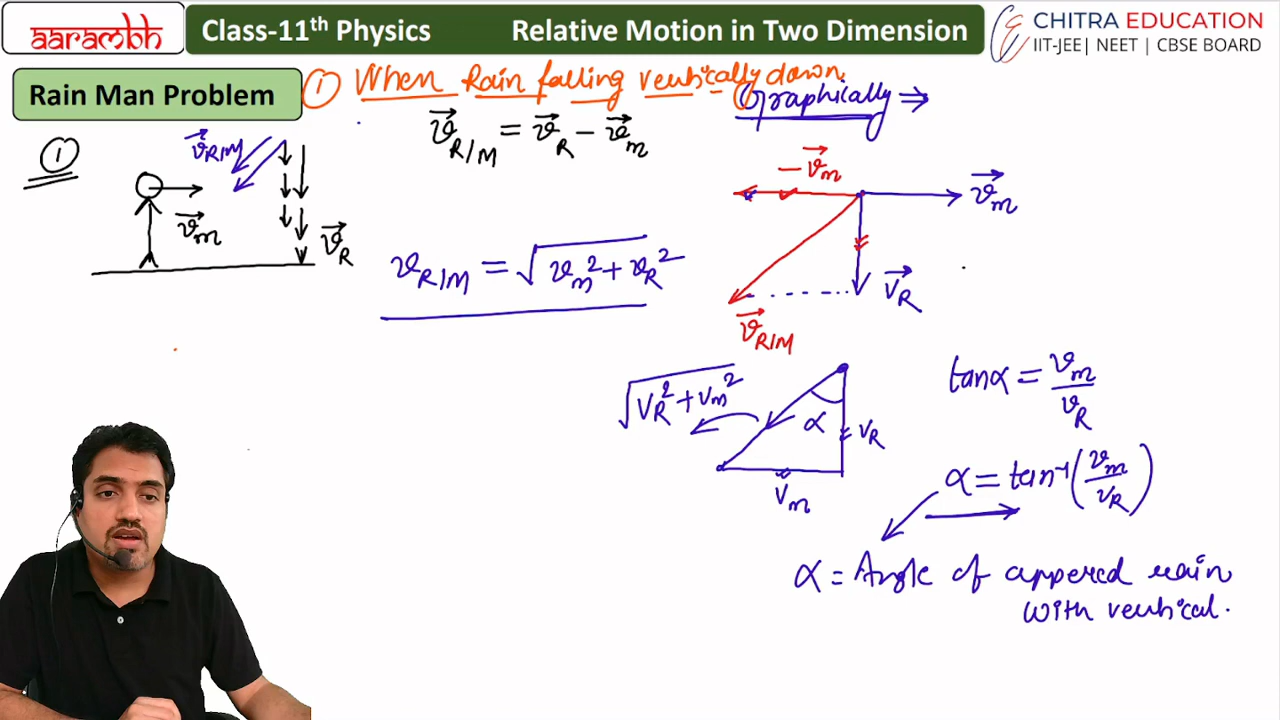 aarambh
Class-11th Physics Relative Motion in Two Dimension
CHITRA EDUCATION
IIT-JEE| NEET | CBSE BOARD
Rain Man Problem
① When Rain falling vertically down
Graphically ⇒
①
v⃗R/M
v⃗m
v⃗R
v⃗R/M = v⃗R − v⃗m
vR/M = √(vm² + vR²)
−v⃗m
v⃗m
v⃗R
v⃗R/M
√(VR² + vm²)
α
vR
vm
tanα = vm/vR
α = tan⁻¹(vm/vR)
α = Angle of appered rain
with vertical.